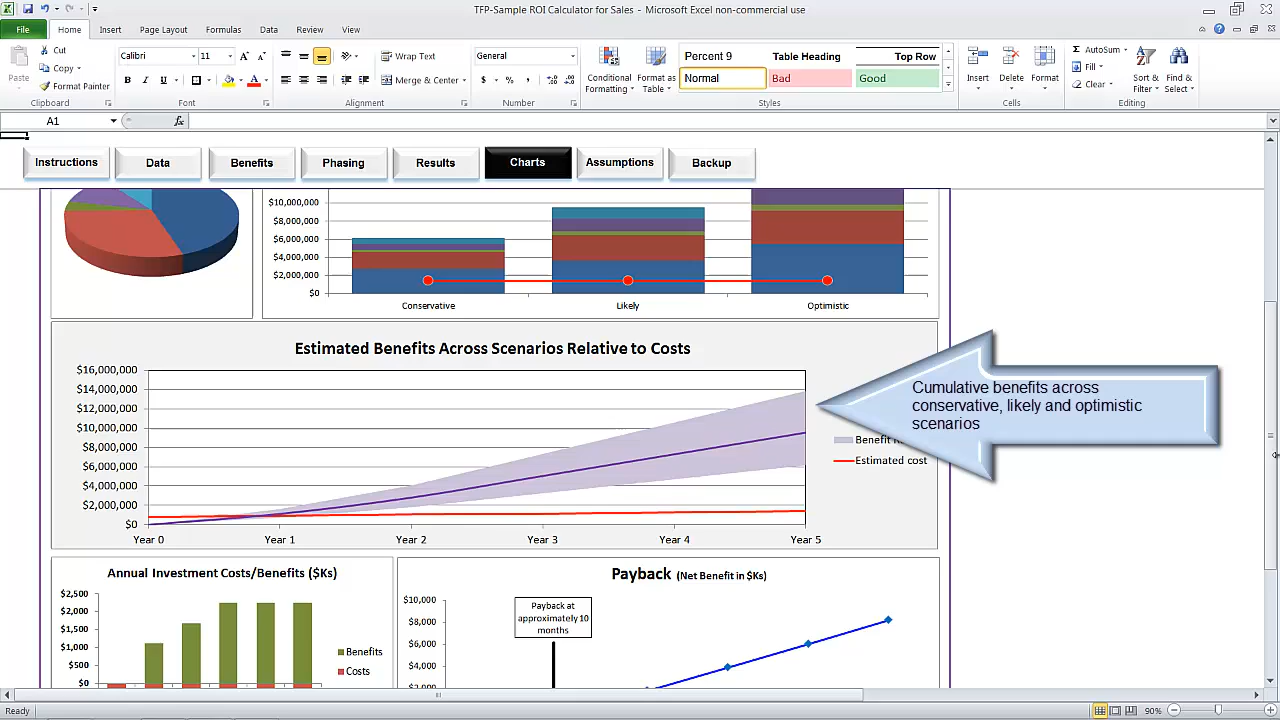 TFP-Sample ROI Calculator for Sales - Microsoft Excel non-commercial use
File Home Insert Page Layout Formulas Data Review View
Paste Cut Copy Format Painter Clipboard
Calibri 11 Font
Wrap Text Merge & Center Alignment
General Number
Conditional Formatting Format as Table
Percent 9 Table Heading Top Row
Normal Bad Good
Styles
Insert Delete Format Cells
AutoSum Fill Clear Sort & Filter Find & Select Editing
A1 fx
Instructions Data Benefits Phasing Results Charts Assumptions Backup
$10,000,000
$8,000,000
$6,000,000
$4,000,000
$2,000,000
$0
Conservative Likely Optimistic
Estimated Benefits Across Scenarios Relative to Costs
$16,000,000
$14,000,000
$12,000,000
$10,000,000
$8,000,000
$6,000,000
$4,000,000
$2,000,000
$0
Year 0 Year 1 Year 2 Year 3 Year 4 Year 5
Cumulative benefits across
conservative, likely and optimistic
scenarios
Benefit
Estimated cost
Annual Investment Costs/Benefits ($Ks)
$2,500
$2,000
$1,500
$1,000
$500
$0
Benefits
Costs
Payback (Net Benefit in $Ks)
$10,000
$8,000
$6,000
$4,000
Payback at
approximately 10
months
Ready 90%